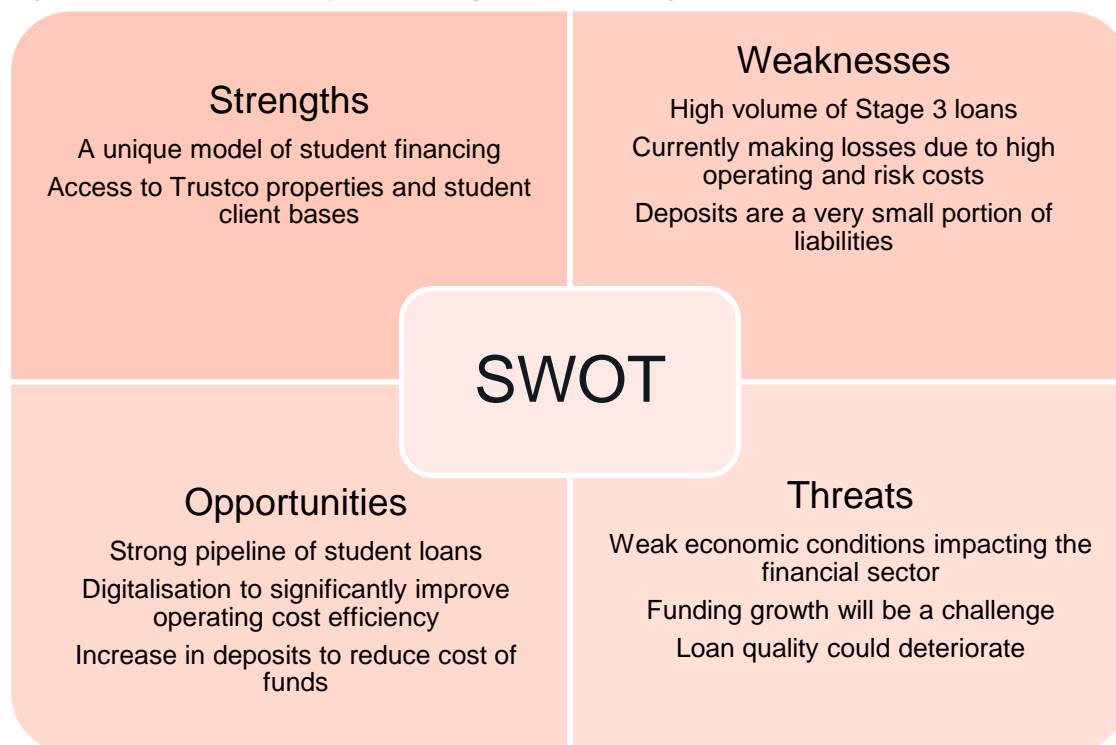 Strengths
A unique model of student financing
Access to Trustco properties and student
client bases
Weaknesses
High volume of Stage 3 loans
Currently making losses due to high
operating and risk costs
Deposits are a very small portion of
liabilities
SWOT
Opportunities
Strong pipeline of student loans
Digitalisation to significantly improve
operating cost efficiency
Increase in deposits to reduce cost of
funds
Threats
Weak economic conditions impacting the
financial sector
Funding growth will be a challenge
Loan quality could deteriorate